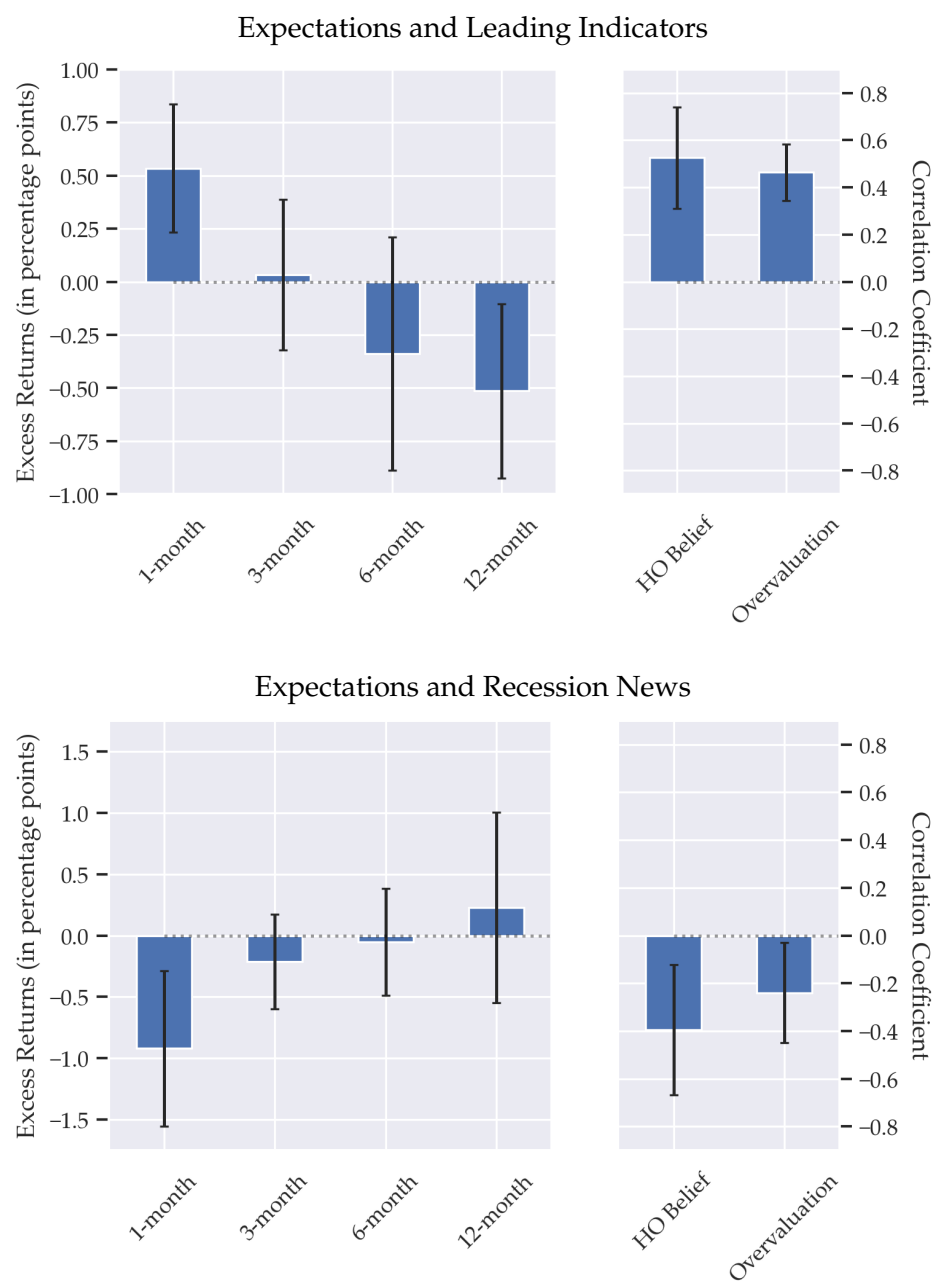 Expectations and Leading Indicators
Excess Returns (in percentage points)
1.00
0.75
0.50
0.25
0.00
−0.25
−0.50
−0.75
−1.00
1-month
3-month
6-month
12-month
0.8
0.6
0.4
0.2
0.0
−0.2
−0.4
−0.6
−0.8
Correlation Coefficient
HO Belief
Overvaluation
Expectations and Recession News
Excess Returns (in percentage points)
1.5
1.0
0.5
0.0
−0.5
−1.0
−1.5
1-month
3-month
6-month
12-month
0.8
0.6
0.4
0.2
0.0
−0.2
−0.4
−0.6
−0.8
Correlation Coefficient
HO Belief
Overvaluation